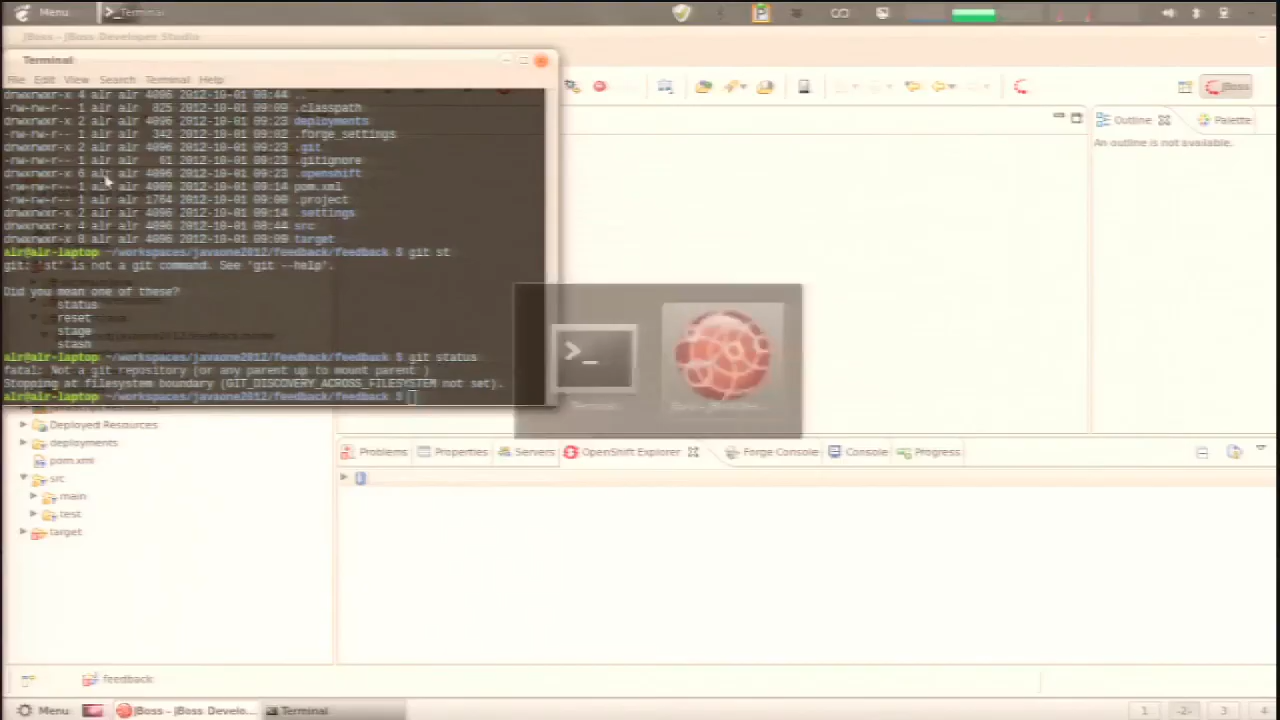 Menu >_ Terminal
JBoss - JBoss Developer Studio
Terminal
File Edit View Search Terminal Help
drwxrwxr-x 4 alr alr 4096 2012-10-01 08:44 ..
-rw-rw-r-- 1 alr alr 825 2012-10-01 09:09 .classpath
drwxrwxr-x 2 alr alr 4096 2012-10-01 09:23 deployments
-rw-rw-r-- 1 alr alr 342 2012-10-01 09:02 .forge_settings
drwxrwxr-x 2 alr alr 4096 2012-10-01 09:23 .git
-rw-rw-r-- 1 alr alr 61 2012-10-01 09:23 .gitignore
drwxrwxr-x 6 alr alr 4096 2012-10-01 09:23 .openshift
-rw-rw-r-- 1 alr alr 4009 2012-10-01 09:14 pom.xml
-rw-rw-r-- 1 alr alr 1764 2012-10-01 09:00 .project
drwxrwxr-x 2 alr alr 4096 2012-10-01 09:14 .settings
drwxrwxr-x 4 alr alr 4096 2012-10-01 08:44 src
drwxrwxr-x 8 alr alr 4096 2012-10-01 09:09 target
alr@alr-laptop ~/workspaces/javaone2012/feedback/feedback $ git st
git: 'st' is not a git command. See 'git --help'.
Did you mean one of these?
status
reset
stage
stash
alr@alr-laptop ~/workspaces/javaone2012/feedback/feedback $ git status
fatal: Not a git repository (or any parent up to mount parent )
Stopping at filesystem boundary (GIT_DISCOVERY_ACROSS_FILESYSTEM not set).
alr@alr-laptop ~/workspaces/javaone2012/feedback/feedback $
JBoss
Outline Palette
An outline is not available.
Deployed Resources
deployments
pom.xml
src
main
test
target
Problems Properties Servers OpenShift Explorer Forge Console Console Progress
feedback
Menu JBoss - JBoss Develo... Terminal 1 -2- 3 4